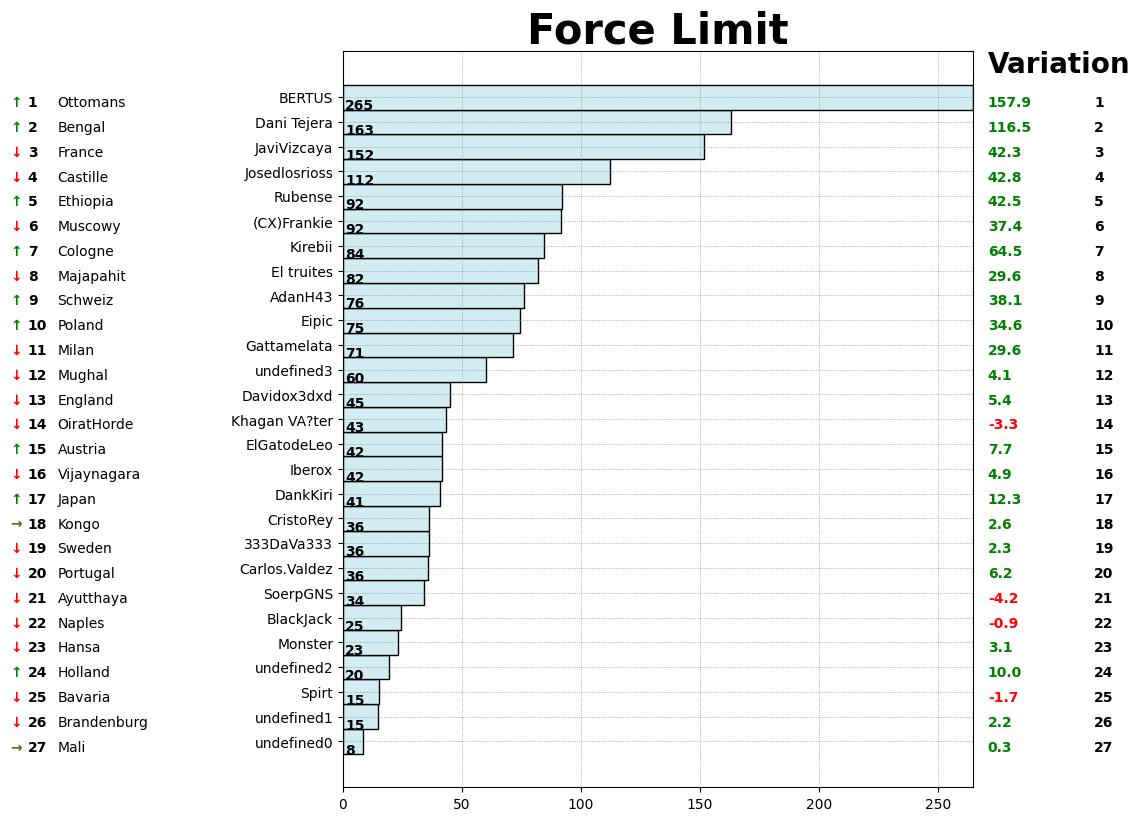 Force Limit
Variation
↑ 1 Ottomans BERTUS 265 157.9 1
↑ 2 Bengal Dani Tejera 163 116.5 2
↓ 3 France JaviVizcaya 152 42.3 3
↓ 4 Castille Josedlosrioss 112 42.8 4
↑ 5 Ethiopia Rubense 92 42.5 5
↓ 6 Muscowy (CX)Frankie 92 37.4 6
↑ 7 Cologne Kirebii 84 64.5 7
↓ 8 Majapahit El truites 82 29.6 8
↑ 9 Schweiz AdanH43 76 38.1 9
↑ 10 Poland Eipic 75 34.6 10
↓ 11 Milan Gattamelata 71 29.6 11
↓ 12 Mughal undefined3 60 4.1 12
↓ 13 England Davidox3dxd 45 5.4 13
↓ 14 OiratHorde Khagan VA?ter 43 -3.3 14
↑ 15 Austria ElGatodeLeo 42 7.7 15
↓ 16 Vijaynagara Iberox 42 4.9 16
↑ 17 Japan DankKiri 41 12.3 17
→ 18 Kongo CristoRey 36 2.6 18
↓ 19 Sweden 333DaVa333 36 2.3 19
↓ 20 Portugal Carlos.Valdez 36 6.2 20
↓ 21 Ayutthaya SoerpGNS 34 -4.2 21
↓ 22 Naples BlackJack 25 -0.9 22
↓ 23 Hansa Monster 23 3.1 23
↑ 24 Holland undefined2 20 10.0 24
↓ 25 Bavaria Spirt 15 -1.7 25
↓ 26 Brandenburg undefined1 15 2.2 26
→ 27 Mali undefined0 8 0.3 27
0 50 100 150 200 250